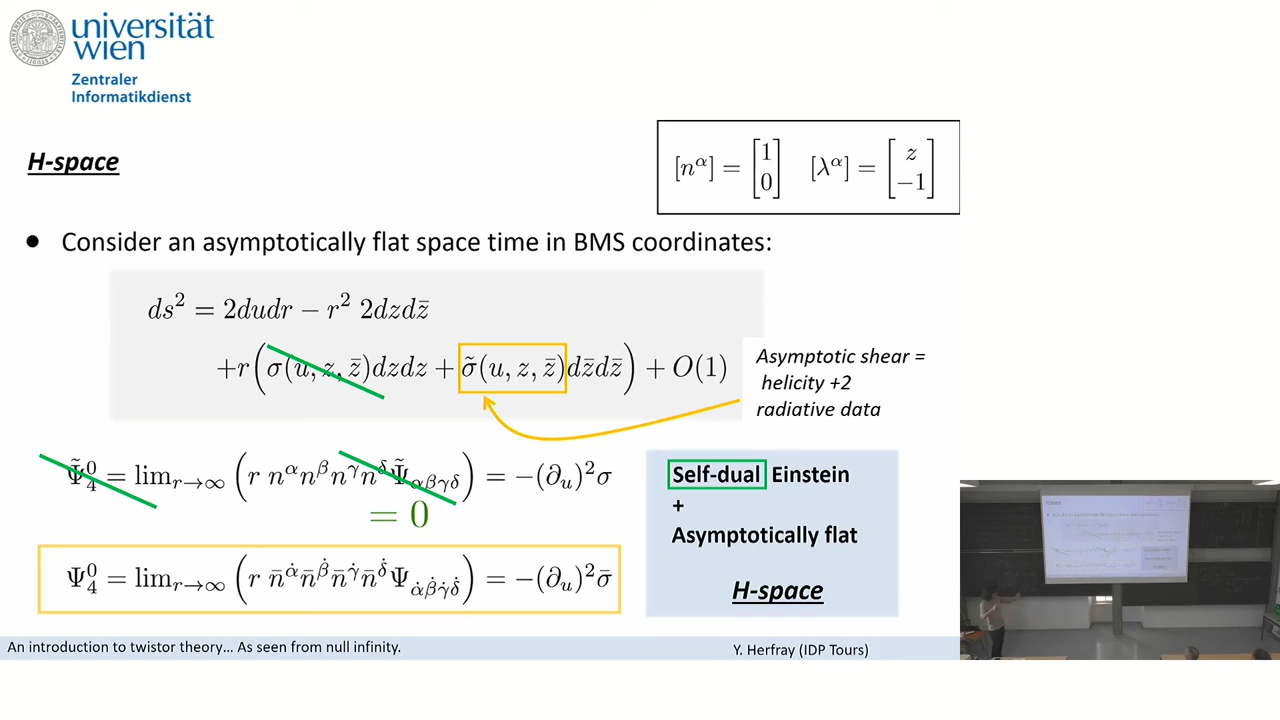 universität
wien
Zentraler
Informatikdienst
H-space
[n^α] = [1 0] [λ^α] = [z −1]
● Consider an asymptotically flat space time in BMS coordinates:
ds² = 2dudr − r² 2dzdz̄
+r(σ(u, z, z̄)dzdz + σ̃(u, z, z̄)dz̄dz̄) + O(1)
Asymptotic shear =
helicity +2
radiative data
Ψ̃₄⁰ = lim_{r→∞} (r n^α n^β n^γ n^δ Ψ̃_{αβγδ}) = −(∂_u)²σ
= 0
Ψ₄⁰ = lim_{r→∞} (r n̄^α̇ n̄^β̇ n̄^γ̇ n̄^δ̇ Ψ_{α̇β̇γ̇δ̇}) = −(∂_u)²σ̄
Self-dual Einstein
+
Asymptotically flat
H-space
An introduction to twistor theory... As seen from null infinity.
Y. Herfray (IDP Tours)